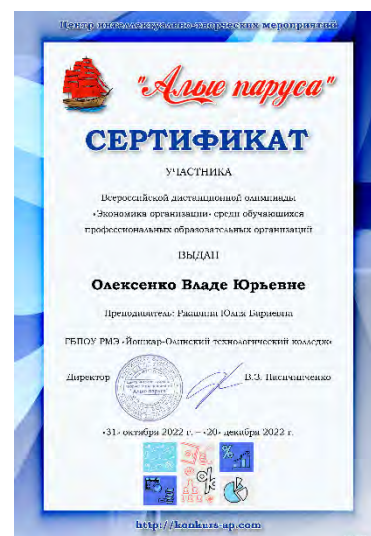 Центр интеллектуально-творческих мероприятий
"Алые паруса"
СЕРТИФИКАТ
УЧАСТНИКА
Всероссийской дистанционной олимпиады
«Экономика организации» среди обучающихся
профессиональных образовательных организаций
ВЫДАН
Олексенко Владе Юрьевне
Преподаватель: Юлия
ГБПОУ РМЭ «Йошкар-Олинский технологический колледж»
Директор В.З.
«31» октября 2022 г. – «20» декабря 2022 г.
http://konkurs-ap.com